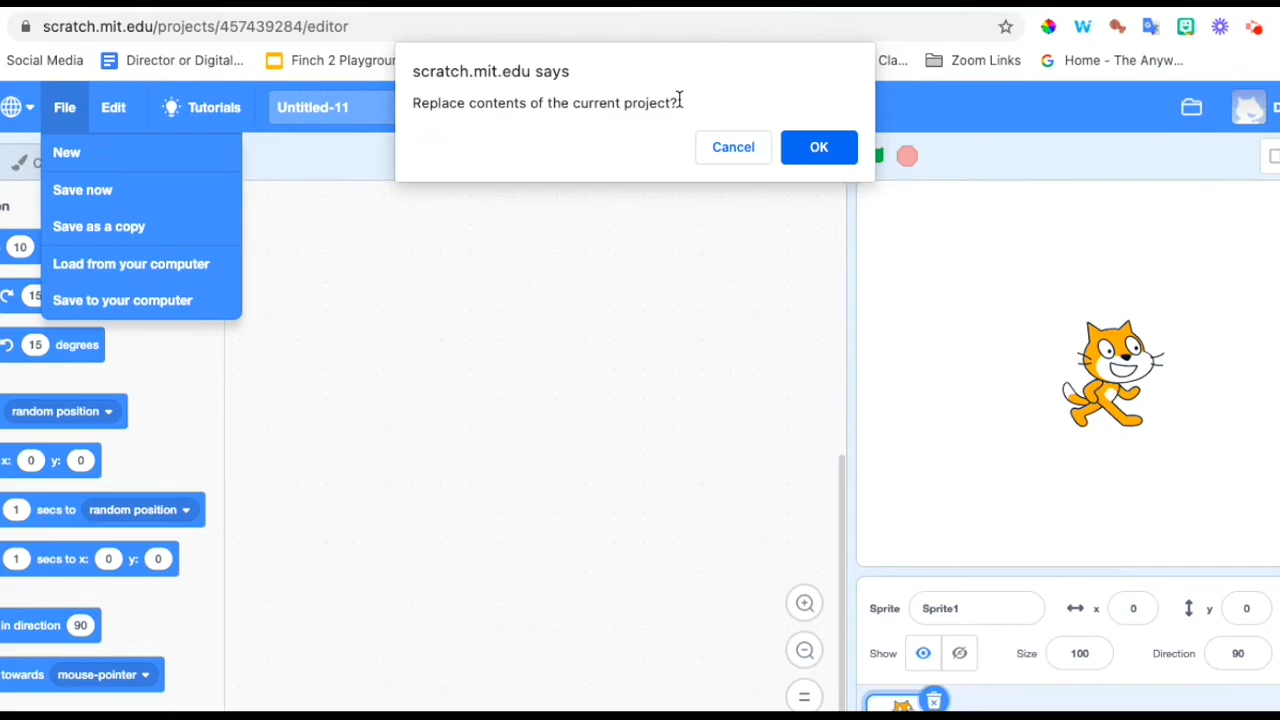 scratch.mit.edu/projects/457439284/editor
Social Media Director or Digital... Finch 2 Playgrour Cla... Zoom Links Home - The Anyw...
scratch.mit.edu says
Replace contents of the current project?
Cancel OK
File Edit Tutorials Untitled-11
New
Save now
Save as a copy
Load from your computer
Save to your computer
on
10
15
15 degrees
random position
x: 0 y: 0
1 secs to random position
1 secs to x: 0 y: 0
in direction 90
towards mouse-pointer
Sprite Sprite1 x 0 y 0
Show Size 100 Direction 90